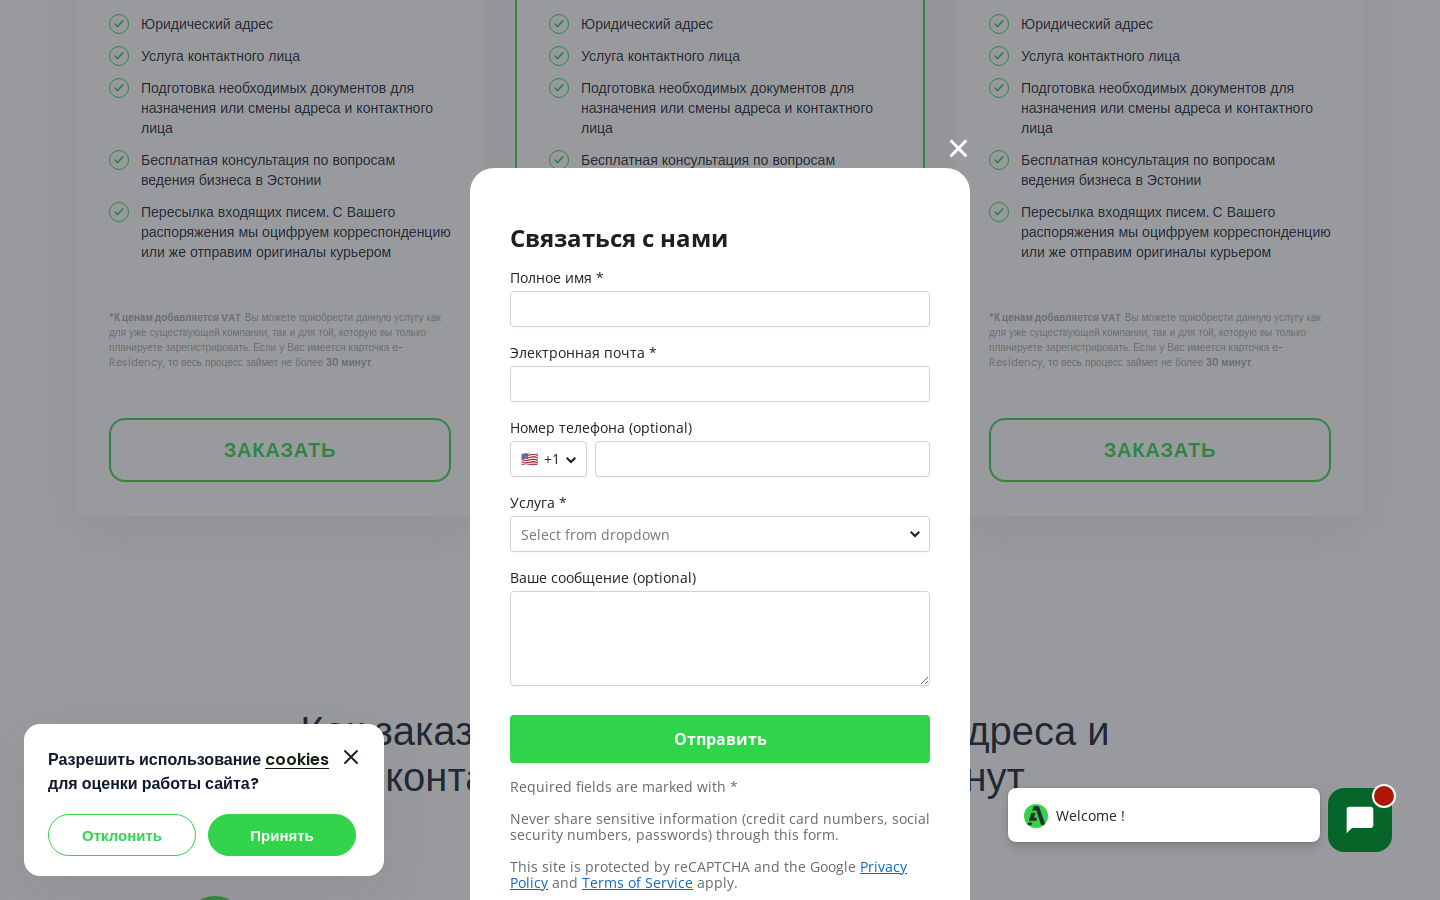 Юридический адрес
Услуга контактного лица
Подготовка необходимых документов для
назначения или смены адреса и контактного
лица
Бесплатная консультация по вопросам
ведения бизнеса в Эстонии
Пересылка входящих писем. С Вашего
распоряжения мы оцифруем корреспонденцию
или же отправим оригиналы курьером
*К ценам добавляется VAT Вы можете приобрести данную услугу как
для уже существующей компании, так и для той, которую вы только
планируете зарегистрировать. Если у Вас имеется карточка e-
Residency, то весь процесс займет не более 30 минут.
ЗАКАЗАТЬ
Юридический адрес
Услуга контактного лица
Подготовка необходимых документов для
назначения или смены адреса и контактного
лица
Бесплатная консультация по вопросам
Юридический адрес
Услуга контактного лица
Подготовка необходимых документов для
назначения или смены адреса и контактного
лица
Бесплатная консультация по вопросам
ведения бизнеса в Эстонии
Пересылка входящих писем. С Вашего
распоряжения мы оцифруем корреспонденцию
или же отправим оригиналы курьером
*К ценам добавляется VAT Вы можете приобрести данную услугу как
для уже существующей компании, так и для той, которую вы только
планируете зарегистрировать. Если у Вас имеется карточка e-
Residency, то весь процесс займет не более 30 минут.
ЗАКАЗАТЬ
Связаться с нами
Полное имя *
Электронная почта *
Номер телефона (optional)
+1
Услуга *
Select from dropdown
Ваше сообщение (optional)
Отправить
Required fields are marked with *
Never share sensitive information (credit card numbers, social
security numbers, passwords) through this form.
This site is protected by reCAPTCHA and the Google Privacy
Policy and Terms of Service apply.
Разрешить использование cookies
для оценки работы сайта?
Отклонить
Принять
Welcome !